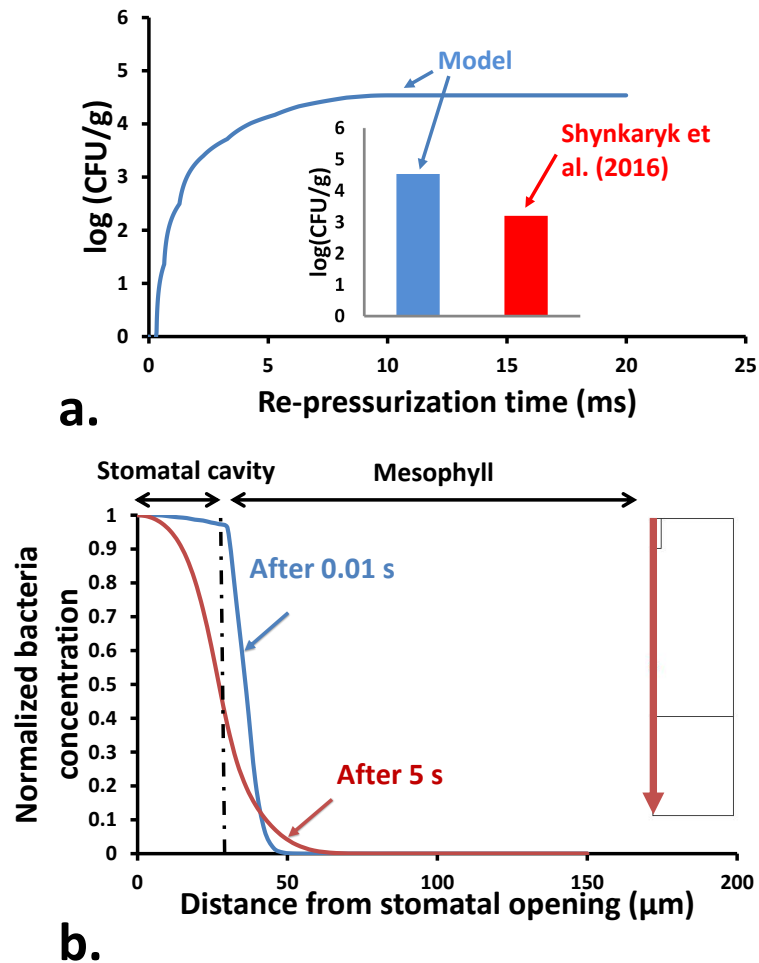 6
5
4
3
2
1
0
log (CFU/g)
0 5 10 15 20 25
Re-pressurization time (ms)
Model
Shynkaryk et
al. (2016)
6
5
4
3
2
1
0
log(CFU/g)
a.
Stomatal cavity
Mesophyll
1
0.9
0.8
0.7
0.6
0.5
0.4
0.3
0.2
0.1
0
Normalized bacteria
concentration
After 0.01 s
After 5 s
0 50 100 150 200
Distance from stomatal opening (μm)
b.